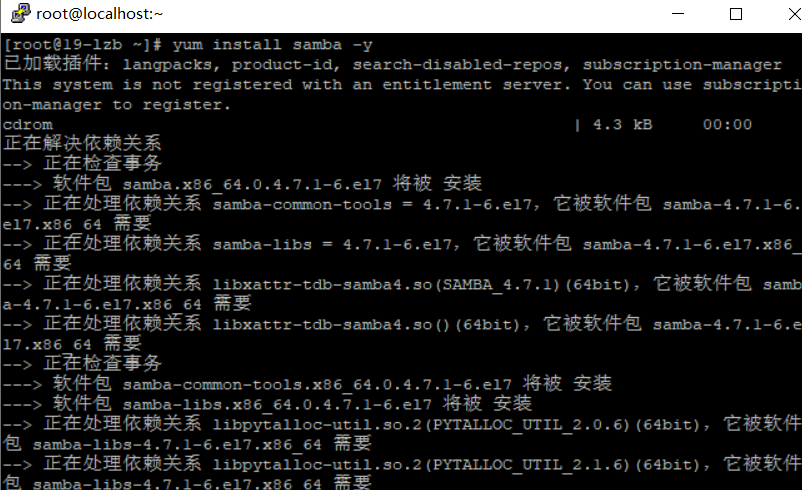 root@localhost:~
[root@19-lzb ~]# yum install samba -y
已加载插件：langpacks, product-id, search-disabled-repos, subscription-manager
This system is not registered with an entitlement server. You can use subscripti
on-manager to register.
cdrom | 4.3 kB 00:00
正在解决依赖关系
--> 正在检查事务
---> 软件包 samba.x86_64.0.4.7.1-6.el7 将被 安装
--> 正在处理依赖关系 samba-common-tools = 4.7.1-6.el7，它被软件包 samba-4.7.1-6.
el7.x86_64 需要
--> 正在处理依赖关系 samba-libs = 4.7.1-6.el7，它被软件包 samba-4.7.1-6.el7.x86_
64 需要
--> 正在处理依赖关系 libxattr-tdb-samba4.so(SAMBA_4.7.1)(64bit)，它被软件包 samb
a-4.7.1-6.el7.x86_64 需要
--> 正在处理依赖关系 libxattr-tdb-samba4.so()(64bit)，它被软件包 samba-4.7.1-6.e
l7.x86_64 需要
--> 正在检查事务
---> 软件包 samba-common-tools.x86_64.0.4.7.1-6.el7 将被 安装
---> 软件包 samba-libs.x86_64.0.4.7.1-6.el7 将被 安装
--> 正在处理依赖关系 libpytalloc-util.so.2(PYTALLOC_UTIL_2.0.6)(64bit)，它被软件
包 samba-libs-4.7.1-6.el7.x86_64 需要
--> 正在处理依赖关系 libpytalloc-util.so.2(PYTALLOC_UTIL_2.1.6)(64bit)，它被软件
包 samba-libs-4.7.1-6.el7.x86_64 需要